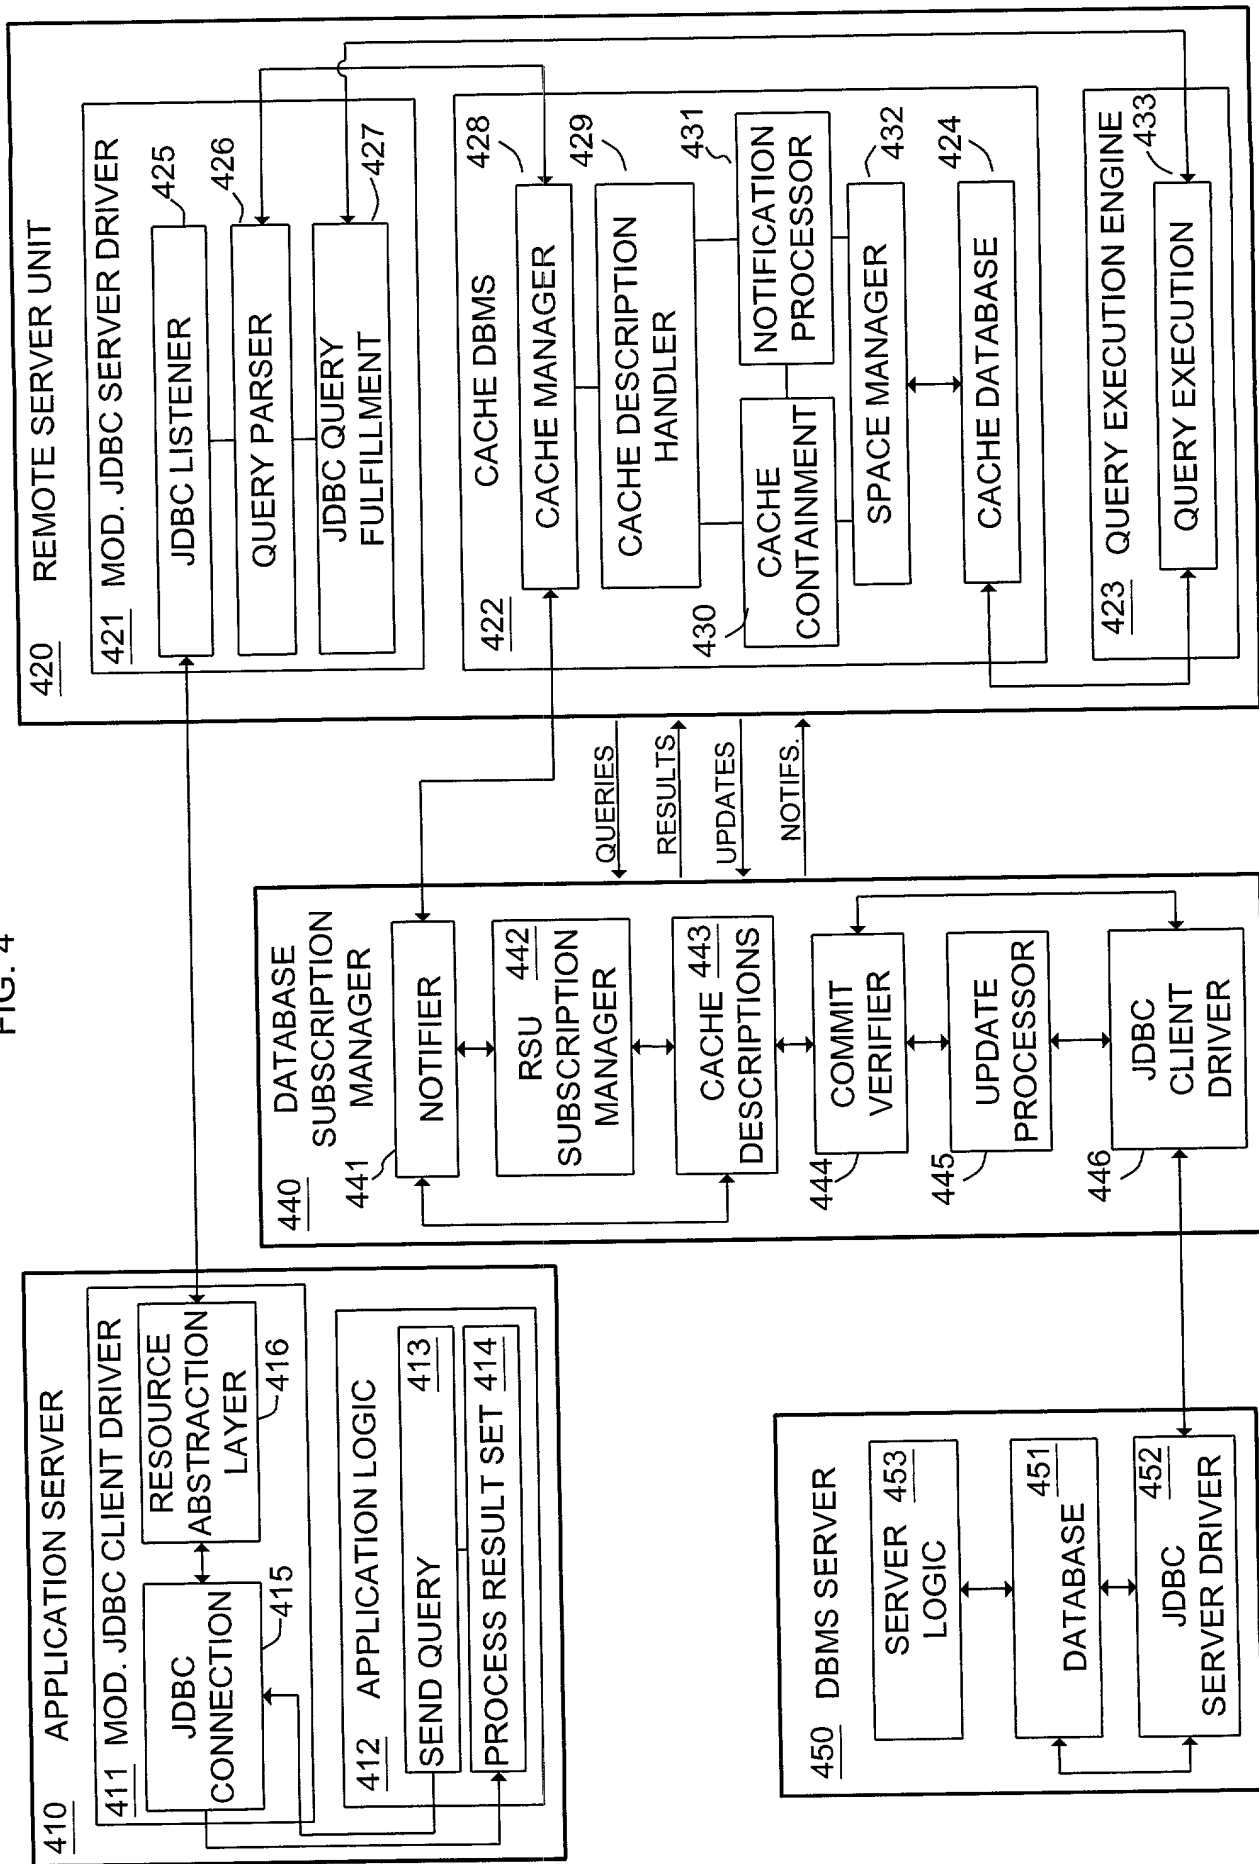 FIG. 4
410
APPLICATION SERVER
411
MOD. JDBC CLIENT DRIVER
JDBC
CONNECTION
415
RESOURCE
ABSTRACTION
LAYER
416
412
APPLICATION LOGIC
SEND QUERY
413
PROCESS RESULT SET
414
420
REMOTE SERVER UNIT
421
MOD. JDBC SERVER DRIVER
JDBC LISTENER
425
QUERY PARSER
426
JDBC QUERY
FULFILLMENT
427
422
CACHE DBMS
CACHE MANAGER
428
CACHE DESCRIPTION
HANDLER
429
430
CACHE
CONTAINMENT
NOTIFICATION
PROCESSOR
431
SPACE MANAGER
432
CACHE DATABASE
424
423
QUERY EXECUTION ENGINE
QUERY EXECUTION
433
QUERIES
RESULTS
UPDATES
NOTIFS.
440
DATABASE
SUBSCRIPTION
MANAGER
441
NOTIFIER
RSU
442
SUBSCRIPTION
MANAGER
CACHE
443
DESCRIPTIONS
COMMIT
VERIFIER
444
UPDATE
PROCESSOR
445
JDBC
CLIENT
DRIVER
446
450
DBMS SERVER
SERVER
453
LOGIC
DATABASE
451
JDBC
452
SERVER DRIVER